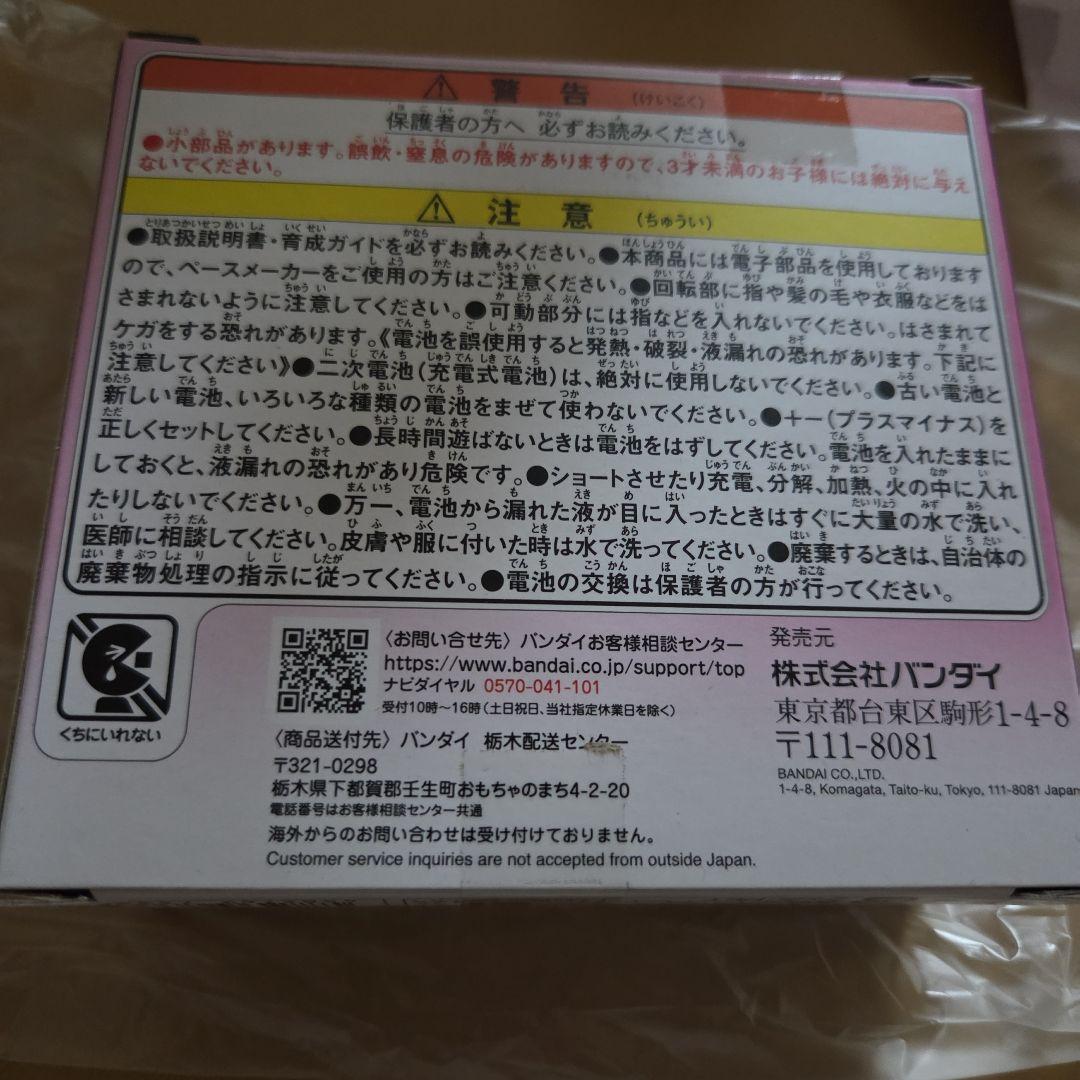 警告 (けいこく)
保護者の方へ 必ずお読みください。
●小部品があります。誤飲・窒息の危険がありますので、3才未満のお子様には絶対に与え
ないでください。
注意 (ちゅうい)
●取扱説明書・育成ガイドを必ずお読みください。●本商品には電子部品を使用しております
ので、ペースメーカーをご使用の方はご注意ください。●回転部に指や髪の毛や衣服などをは
さまれないように注意してください。●可動部分には指などを入れないでください。はさまれて
ケガをする恐れがあります。《電池を誤使用すると発熱・破裂・液漏れの恐れがあります。下記に
注意してください》●二次電池(充電式電池)は、絶対に使用しないでください。●古い電池と
新しい電池、いろいろな種類の電池をまぜて使わないでください。●+-(プラスマイナス)を
正しくセットしてください。●長時間遊ばないときは電池をはずしてください。電池を入れたままに
しておくと、液漏れの恐れがあり危険です。●ショートさせたり充電、分解、加熱、火の中に入れ
たりしないでください。●万一、電池から漏れた液が目に入ったときはすぐに大量の水で洗い、
医師に相談してください。皮膚や服に付いた時は水で洗ってください。●廃棄するときは、自治体の
廃棄物処理の指示に従ってください。●電池の交換は保護者の方が行ってください。
くちにいれない
〈お問い合せ先〉バンダイお客様相談センター
https://www.bandai.co.jp/support/top
ナビダイヤル 0570-041-101
受付10時～16時(土日祝日、当社指定休業日を除く)
〈商品送付先〉バンダイ 栃木配送センター
〒321-0298
栃木県下都賀郡壬生町おもちゃのまち4-2-20
電話番号はお客様相談センター共通
海外からのお問い合わせは受け付けておりません。
Customer service inquiries are not accepted from outside Japan.
発売元
株式会社バンダイ
東京都台東区駒形1-4-8
〒111-8081
BANDAI CO.,LTD.
1-4-8, Komagata, Taito-ku, Tokyo, 111-8081 Japan